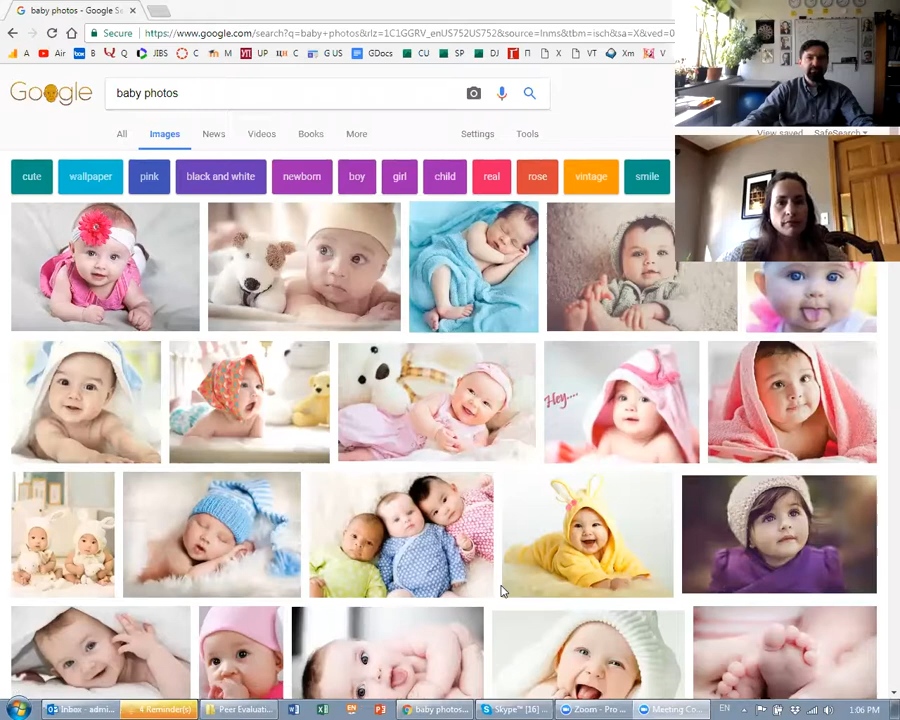 baby photos - Google S
Secure https://www.google.com/search?q=baby+photos&rlz=1C1GGRV_enUS752US752&source=lnms&tbm=isch&sa=X&ved=0
A Air B Q JIBS m M UP H G US GDocs CU SP DJ П X VT Xm
Google
baby photos
All Images News Videos Books More Settings Tools
View saved SafeSearch
cute wallpaper pink black and white newborn boy girl child real rose vintage smile
Hey....
Inbox - admi... 4 Reminder(s) Peer Evaluati... baby photos... Skype™ [16] ... Zoom - Pro ... Meeting Co... EN 1:06 PM